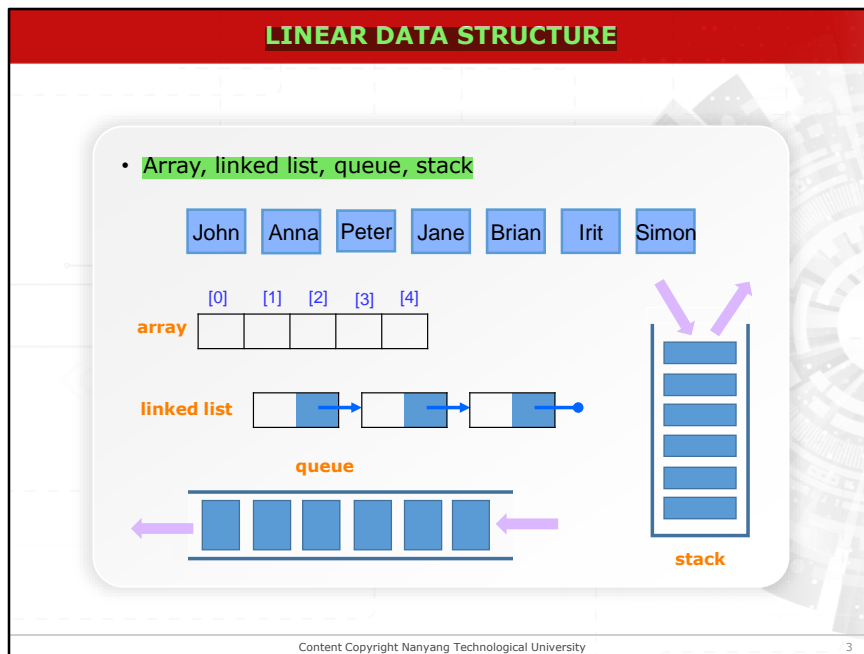 LINEAR DATA STRUCTURE
• Array, linked list, queue, stack
John Anna Peter Jane Brian Irit Simon
[0] [1] [2] [3] [4]
array
linked list
queue
stack
Content Copyright Nanyang Technological University 3